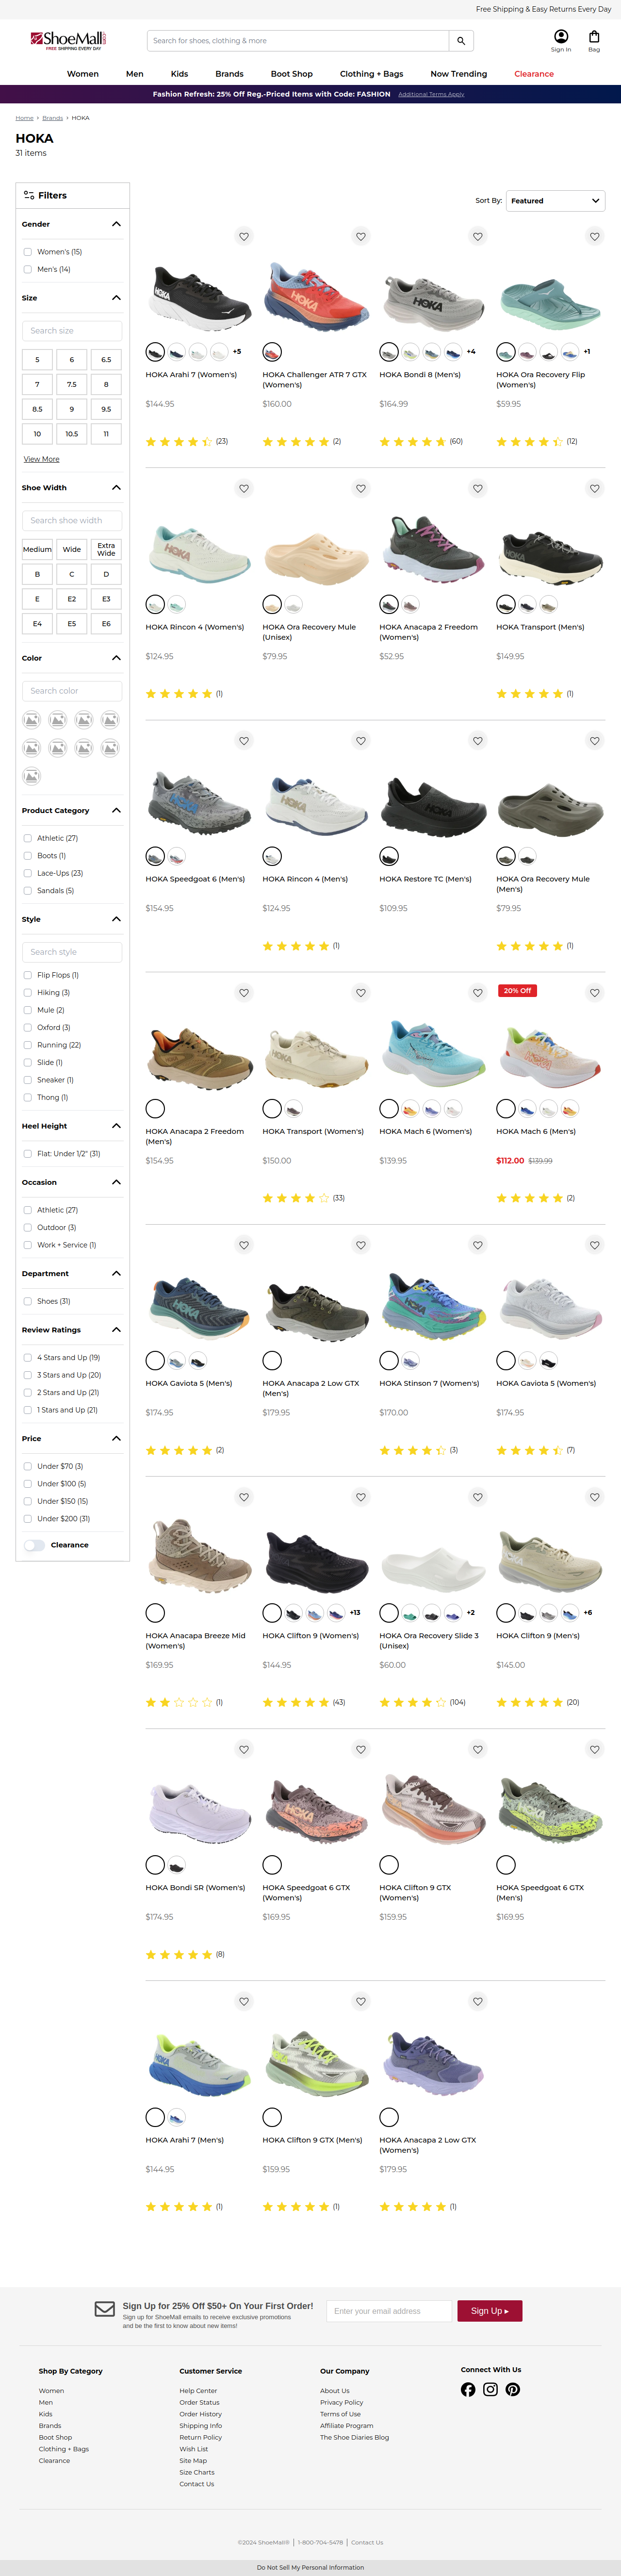 Free Shipping & Easy Returns Every Day
ShoeMall
FREE SHIPPING EVERY DAY
Search for shoes, clothing & more
Sign In
Bag
Women Men Kids Brands Boot Shop Clothing + Bags Now Trending Clearance
Fashion Refresh: 25% Off Reg.-Priced Items with Code: FASHION Additional Terms Apply
Home › Brands › HOKA
HOKA
31 items
Filters
Gender
Women's (15)
Men's (14)
Size
Search size
5 6 6.5
7 7.5 8
8.5 9 9.5
10 10.5 11
View More
Shoe Width
Search shoe width
Medium Wide Extra Wide
B C D
E E2 E3
E4 E5 E6
Color
Search color
Product Category
Athletic (27)
Boots (1)
Lace-Ups (23)
Sandals (5)
Style
Search style
Flip Flops (1)
Hiking (3)
Mule (2)
Oxford (3)
Running (22)
Slide (1)
Sneaker (1)
Thong (1)
Heel Height
Flat: Under 1/2" (31)
Occasion
Athletic (27)
Outdoor (3)
Work + Service (1)
Department
Shoes (31)
Review Ratings
4 Stars and Up (19)
3 Stars and Up (20)
2 Stars and Up (21)
1 Stars and Up (21)
Price
Under $70 (3)
Under $100 (5)
Under $150 (15)
Under $200 (31)
Clearance
Sort By: Featured
+5
HOKA Arahi 7 (Women's)
$144.95
(23)
HOKA Challenger ATR 7 GTX (Women's)
$160.00
(2)
+4
HOKA Bondi 8 (Men's)
$164.99
(60)
+1
HOKA Ora Recovery Flip (Women's)
$59.95
(12)
HOKA Rincon 4 (Women's)
$124.95
(1)
HOKA Ora Recovery Mule (Unisex)
$79.95
HOKA Anacapa 2 Freedom (Women's)
$52.95
HOKA Transport (Men's)
$149.95
(1)
HOKA Speedgoat 6 (Men's)
$154.95
HOKA Rincon 4 (Men's)
$124.95
(1)
HOKA Restore TC (Men's)
$109.95
HOKA Ora Recovery Mule (Men's)
$79.95
(1)
HOKA Anacapa 2 Freedom (Men's)
$154.95
HOKA Transport (Women's)
$150.00
(33)
HOKA Mach 6 (Women's)
$139.95
20% Off
HOKA Mach 6 (Men's)
$112.00 $139.99
(2)
HOKA Gaviota 5 (Men's)
$174.95
(2)
HOKA Anacapa 2 Low GTX (Men's)
$179.95
HOKA Stinson 7 (Women's)
$170.00
(3)
HOKA Gaviota 5 (Women's)
$174.95
(7)
HOKA Anacapa Breeze Mid (Women's)
$169.95
(1)
+13
HOKA Clifton 9 (Women's)
$144.95
(43)
+2
HOKA Ora Recovery Slide 3 (Unisex)
$60.00
(104)
+6
HOKA Clifton 9 (Men's)
$145.00
(20)
HOKA Bondi SR (Women's)
$174.95
(8)
HOKA Speedgoat 6 GTX (Women's)
$169.95
HOKA Clifton 9 GTX (Women's)
$159.95
HOKA Speedgoat 6 GTX (Men's)
$169.95
HOKA Arahi 7 (Men's)
$144.95
(1)
HOKA Clifton 9 GTX (Men's)
$159.95
(1)
HOKA Anacapa 2 Low GTX (Women's)
$179.95
(1)
Sign Up for 25% Off $50+ On Your First Order!
Sign up for ShoeMall emails to receive exclusive promotions
and be the first to know about new items!
Enter your email address
Sign Up ▸
Shop By Category
Women
Men
Kids
Brands
Boot Shop
Clothing + Bags
Clearance
Customer Service
Help Center
Order Status
Order History
Shipping Info
Return Policy
Wish List
Site Map
Size Charts
Contact Us
Our Company
About Us
Privacy Policy
Terms of Use
Affiliate Program
The Shoe Diaries Blog
Connect With Us
©2024 ShoeMall® | 1-800-704-5478 | Contact Us
Do Not Sell My Personal Information